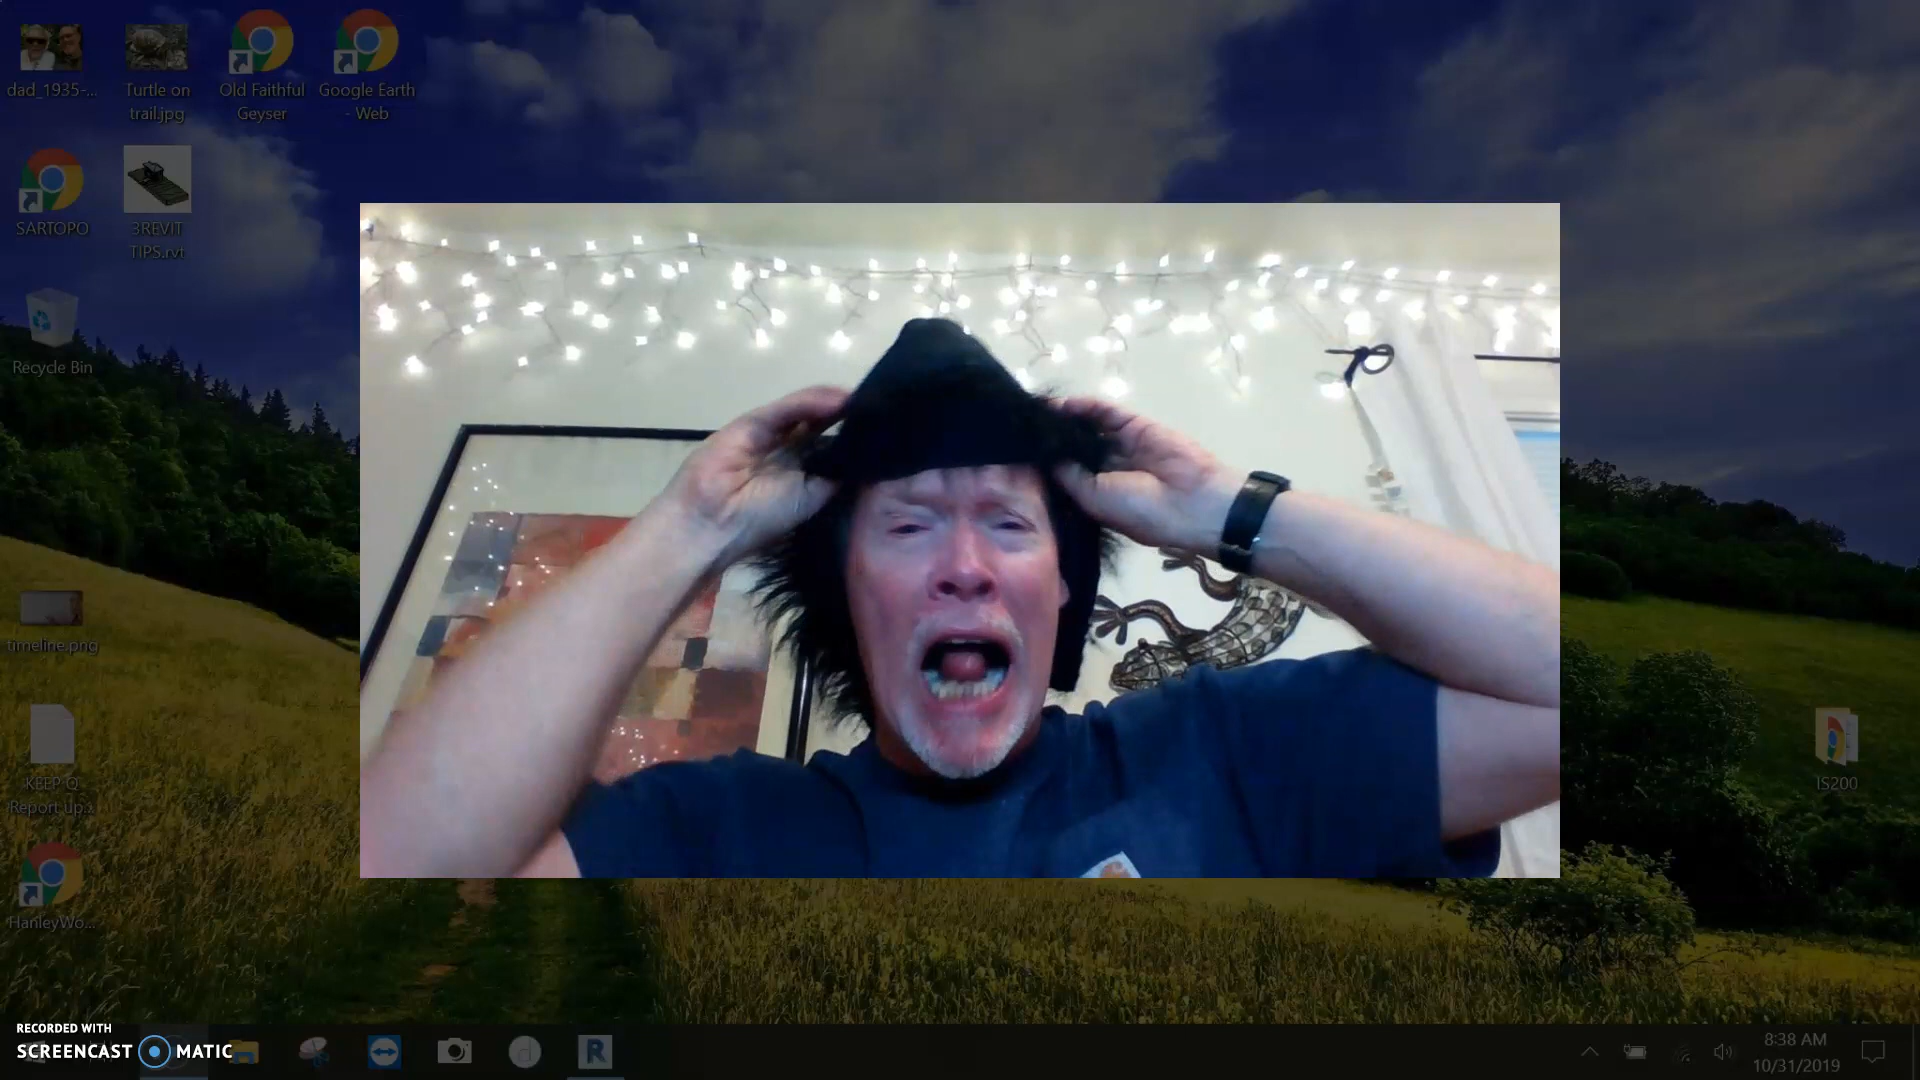 dad_1935-...
Turtle on
trail.jpg
Old Faithful
Geyser
Google Earth
- Web
SARTOPO
3REVIT
TIPS.rvt
Recycle Bin
timeline.png
KEEP Q
Report up...
HanleyWo...
IS200
RECORDED WITH
SCREENCAST MATIC
d
R
8:38 AM
10/31/2019